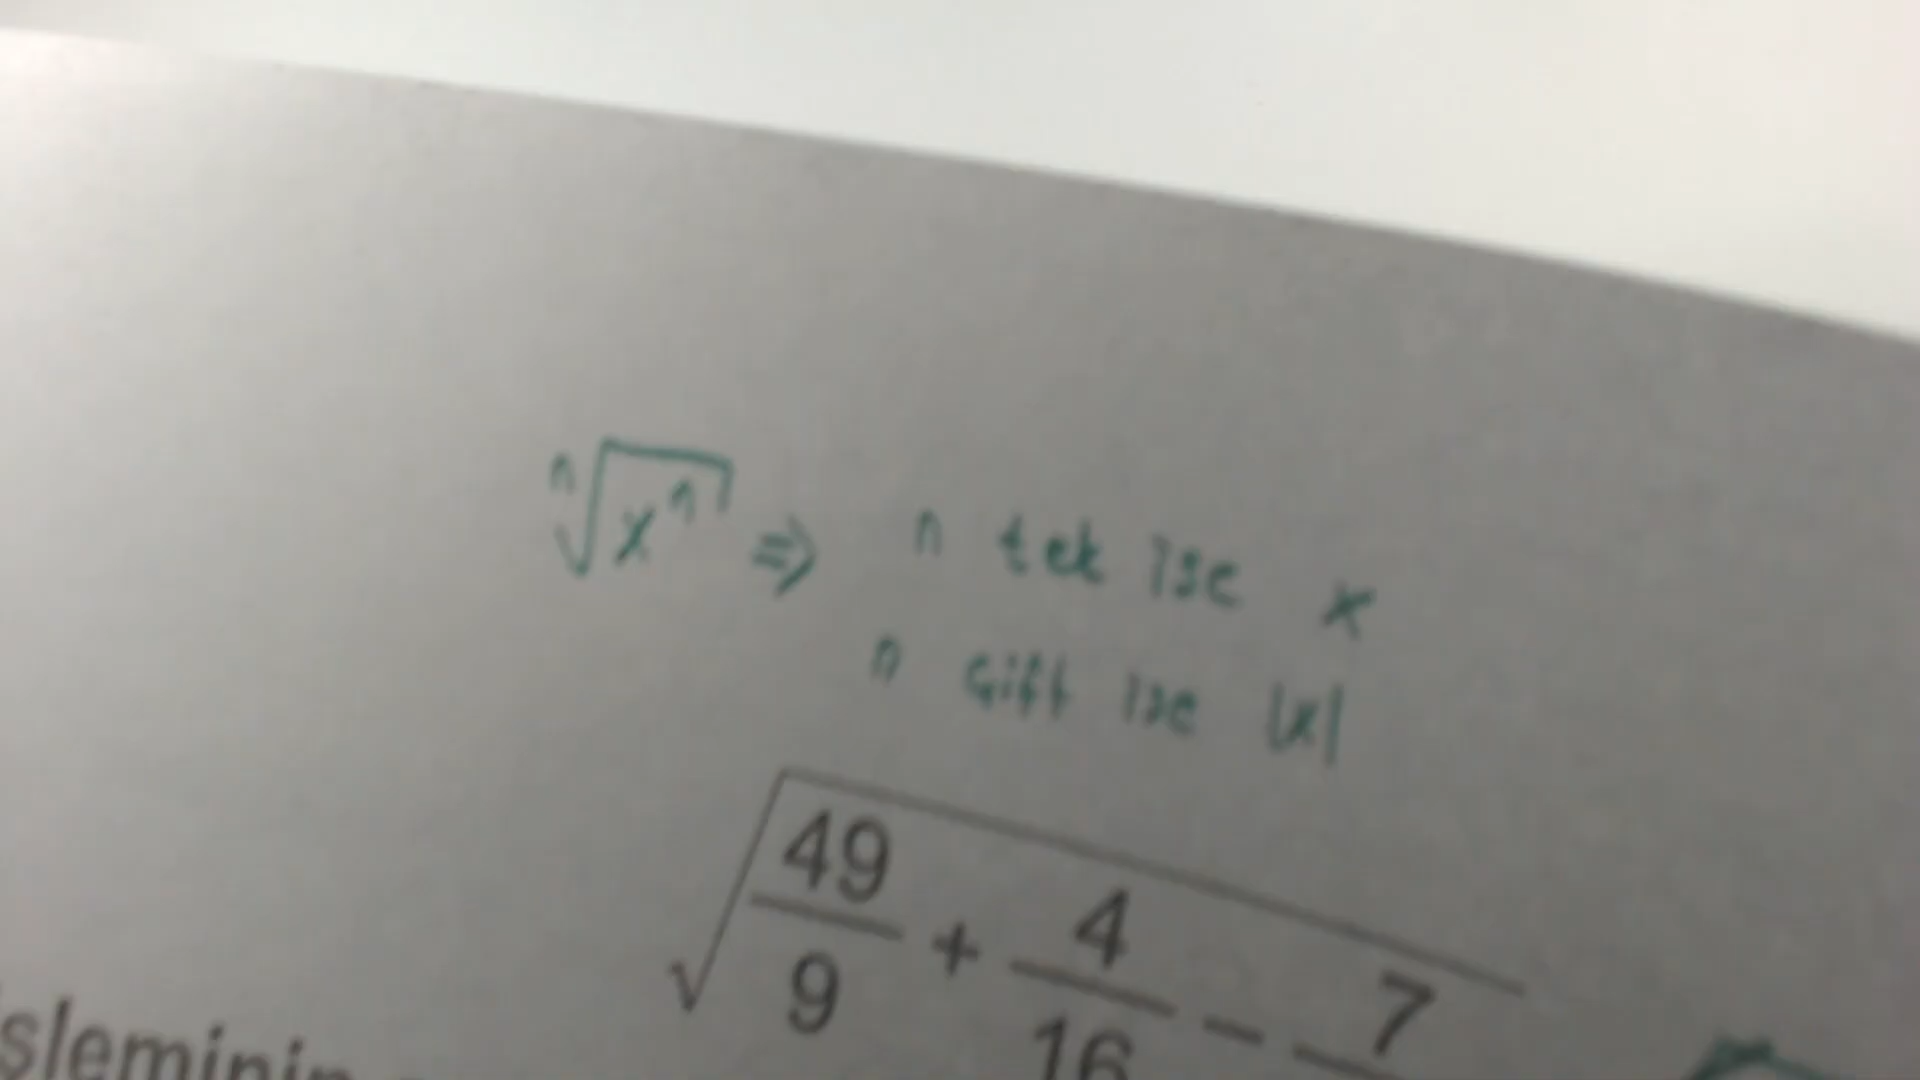 ⁿ√xⁿ ⇒ n tek ise x
n çift ise |x|
√(49/9 + 4/16 − 7
işleminin